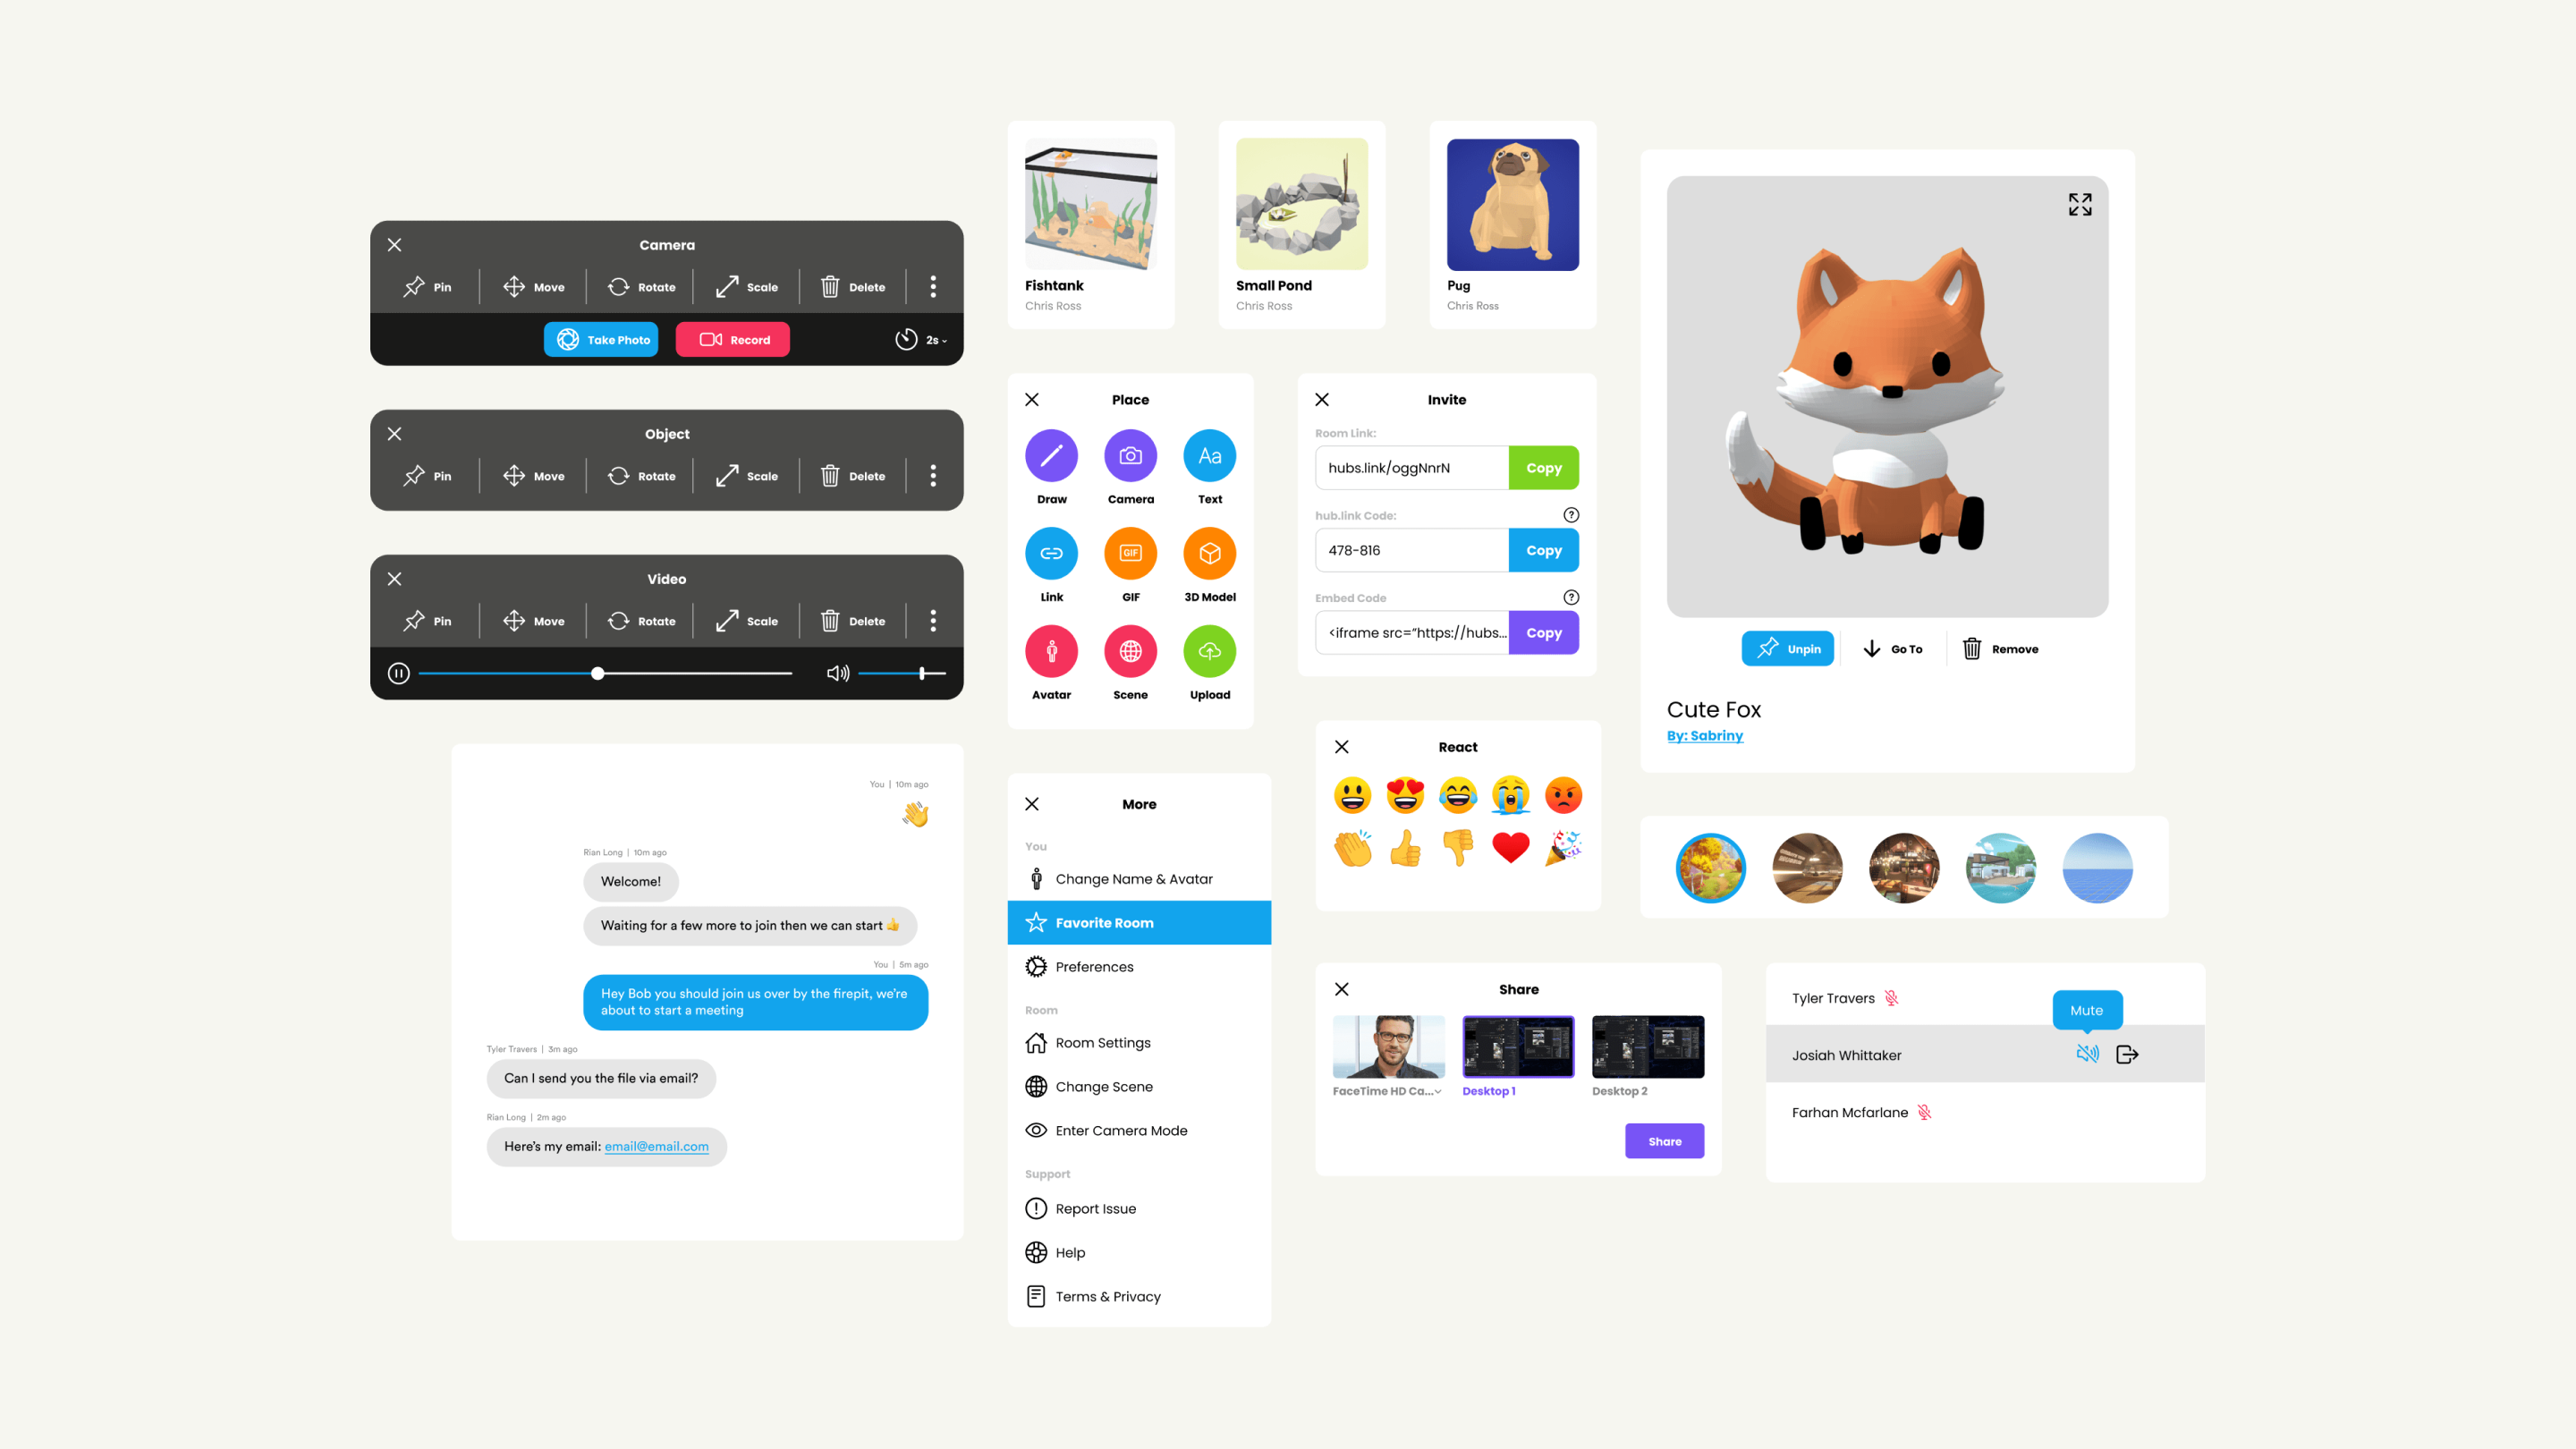 Camera
Pin
Move
Rotate
Scale
Delete
Take Photo
Record
2s
Object
Pin
Move
Rotate
Scale
Delete
Video
Pin
Move
Rotate
Scale
Delete
You | 10m ago
Rian Long | 10m ago
Welcome!
Waiting for a few more to join then we can start
You | 5m ago
Hey Bob you should join us over by the firepit, we're
about to start a meeting
Tyler Travers | 3m ago
Can I send you the file via email?
Rian Long | 2m ago
Here's my email: email@email.com
Fishtank
Chris Ross
Small Pond
Chris Ross
Pug
Chris Ross
Place
Draw
Camera
Aa
Text
Link
GIF
GIF
3D Model
Avatar
Scene
Upload
Invite
Room Link:
hubs.link/oggNnrN
Copy
hub.link Code:
478-816
Copy
Embed Code
<iframe src="https://hubs...
Copy
More
You
Change Name & Avatar
Favorite Room
Preferences
Room
Room Settings
Change Scene
Enter Camera Mode
Support
Report Issue
Help
Terms & Privacy
React
Share
FaceTime HD Ca...
Desktop 1
Desktop 2
Share
Unpin
Go To
Remove
Cute Fox
By: Sabriny
Tyler Travers
Mute
Josiah Whittaker
Farhan Mcfarlane